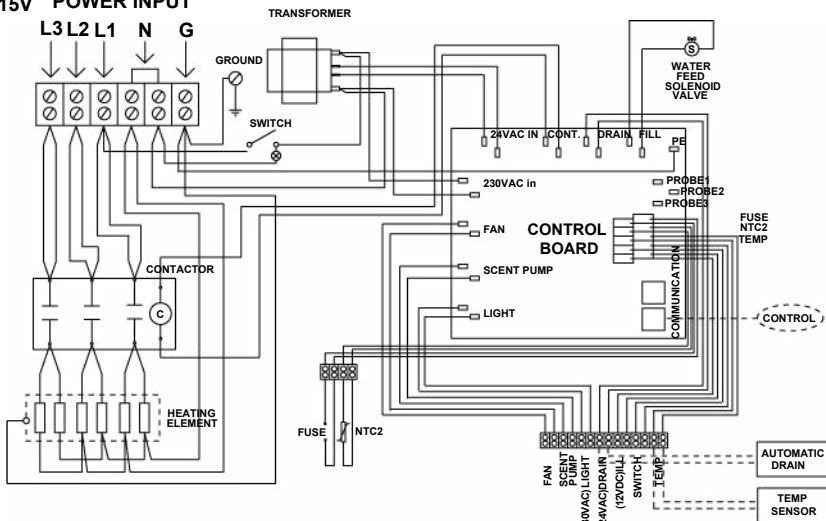 15V POWER INPUT
L3 L2 L1 N G
TRANSFORMER
GROUND
SWITCH
WATER
FEED
SOLENOID
VALVE
S
24VAC IN CONT. DRAIN FILL
PE
230VAC in
PROBE1
PROBE2
PROBE3
FAN
CONTROL
BOARD
FUSE
NTC2
TEMP
SCENT PUMP
COMMUNICATION
LIGHT
CONTROL
CONTACTOR
C
HEATING
ELEMENT
FUSE
NTC2
FAN
SCENT
PUMP
LIGHT
24VAC)DRAIN
(12VDC)ILL
SWITCH
TEMP
AUTOMATIC
DRAIN
TEMP
SENSOR